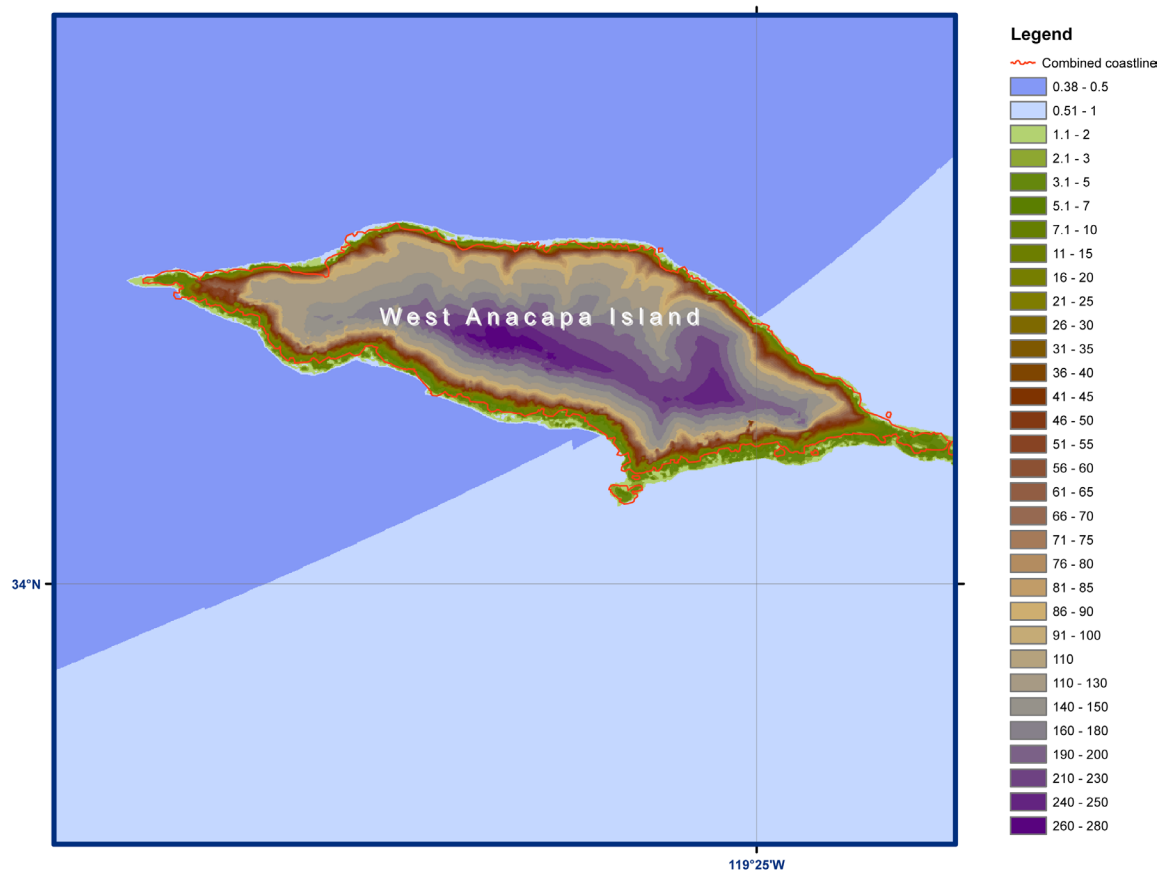 Legend
Combined coastline
0.38 - 0.5
0.51 - 1
1.1 - 2
2.1 - 3
3.1 - 5
5.1 - 7
7.1 - 10
11 - 15
16 - 20
21 - 25
26 - 30
31 - 35
36 - 40
41 - 45
46 - 50
51 - 55
56 - 60
61 - 65
66 - 70
71 - 75
76 - 80
81 - 85
86 - 90
91 - 100
110
110 - 130
140 - 150
160 - 180
190 - 200
210 - 230
240 - 250
260 - 280
West Anacapa Island
34°N
119°25'W